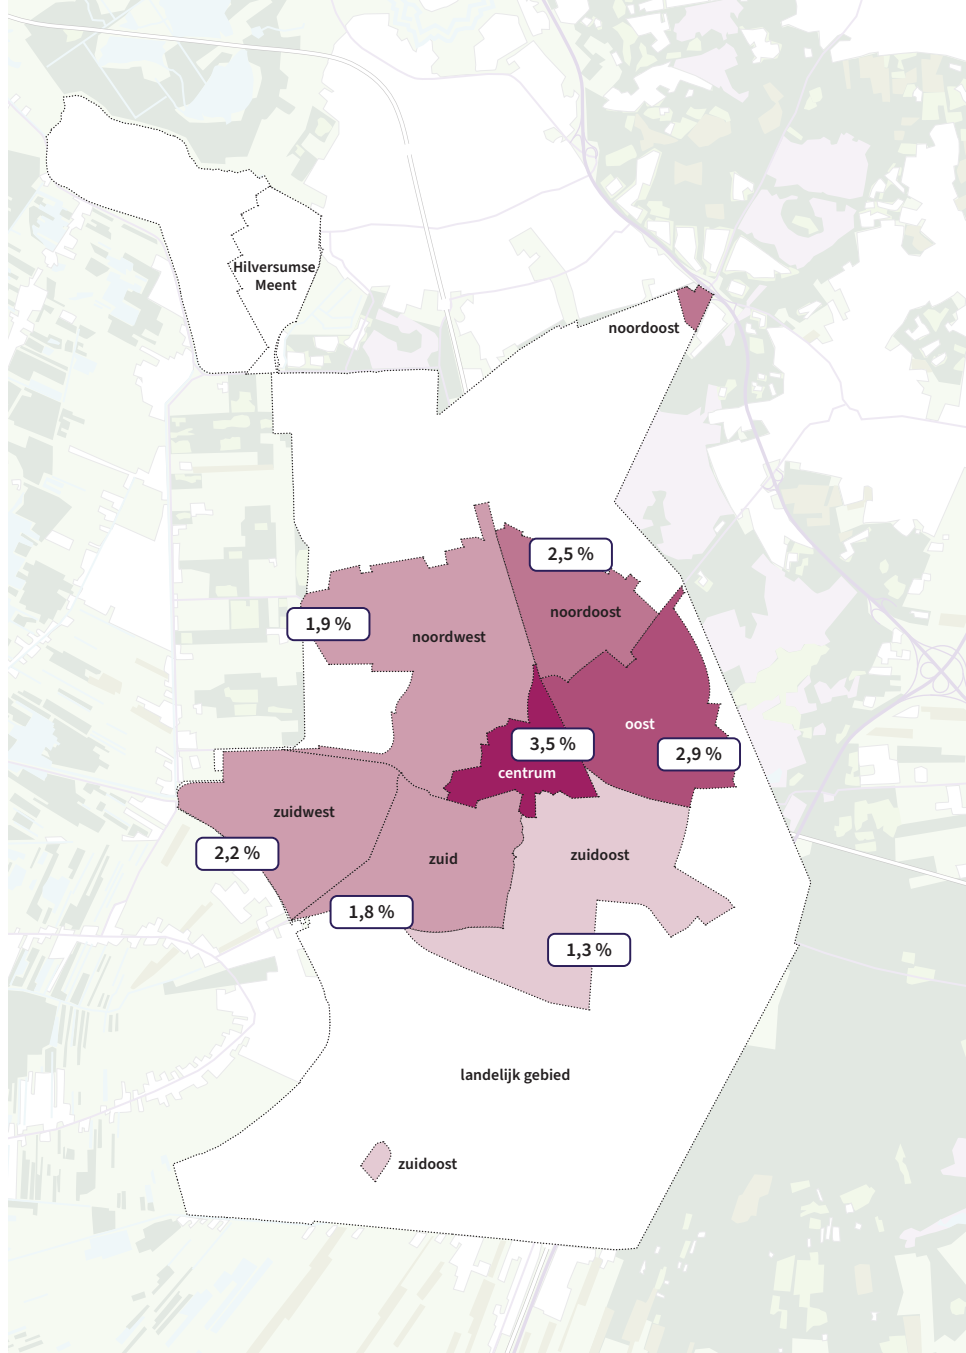 Hilversumse
Meent
noordoost
2,5 %
noordoost
1,9 %
noordwest
oost
3,5 %
2,9 %
centrum
zuidwest
2,2 %
zuid
zuidoost
1,8 %
1,3 %
landelijk gebied
zuidoost